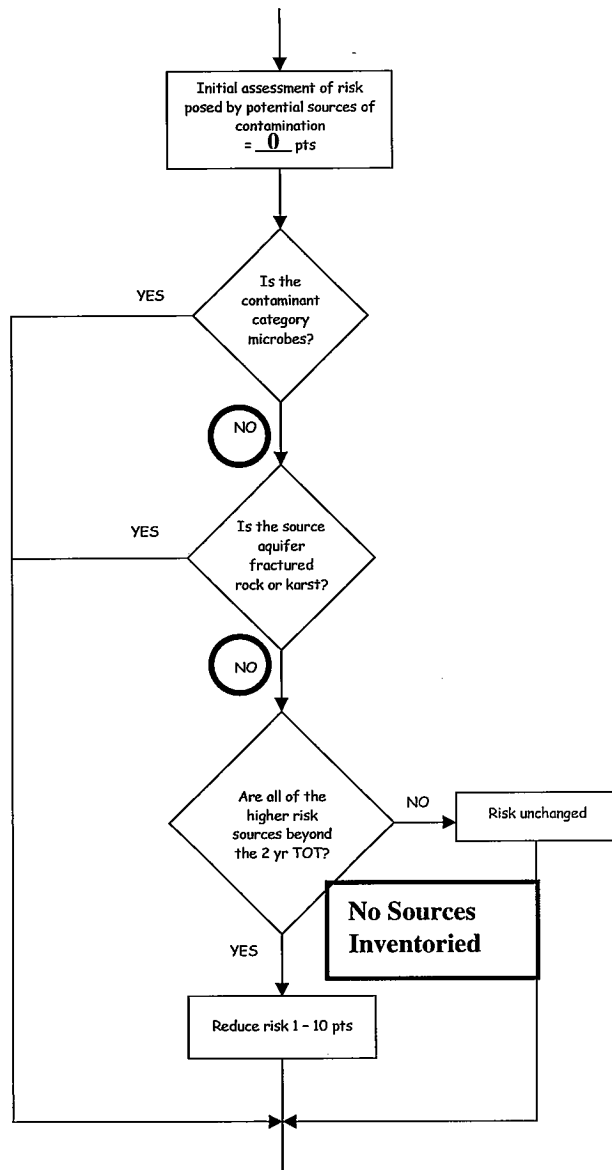 Initial assessment of risk
posed by potential sources of
contamination
= 0 pts
Is the
contaminant
category
microbes?
YES
NO
Is the source
aquifer
fractured
rock or karst?
YES
NO
Are all of the
higher risk
sources beyond
the 2 yr TOT?
NO
Risk unchanged
No Sources
Inventoried
YES
Reduce risk 1 – 10 pts